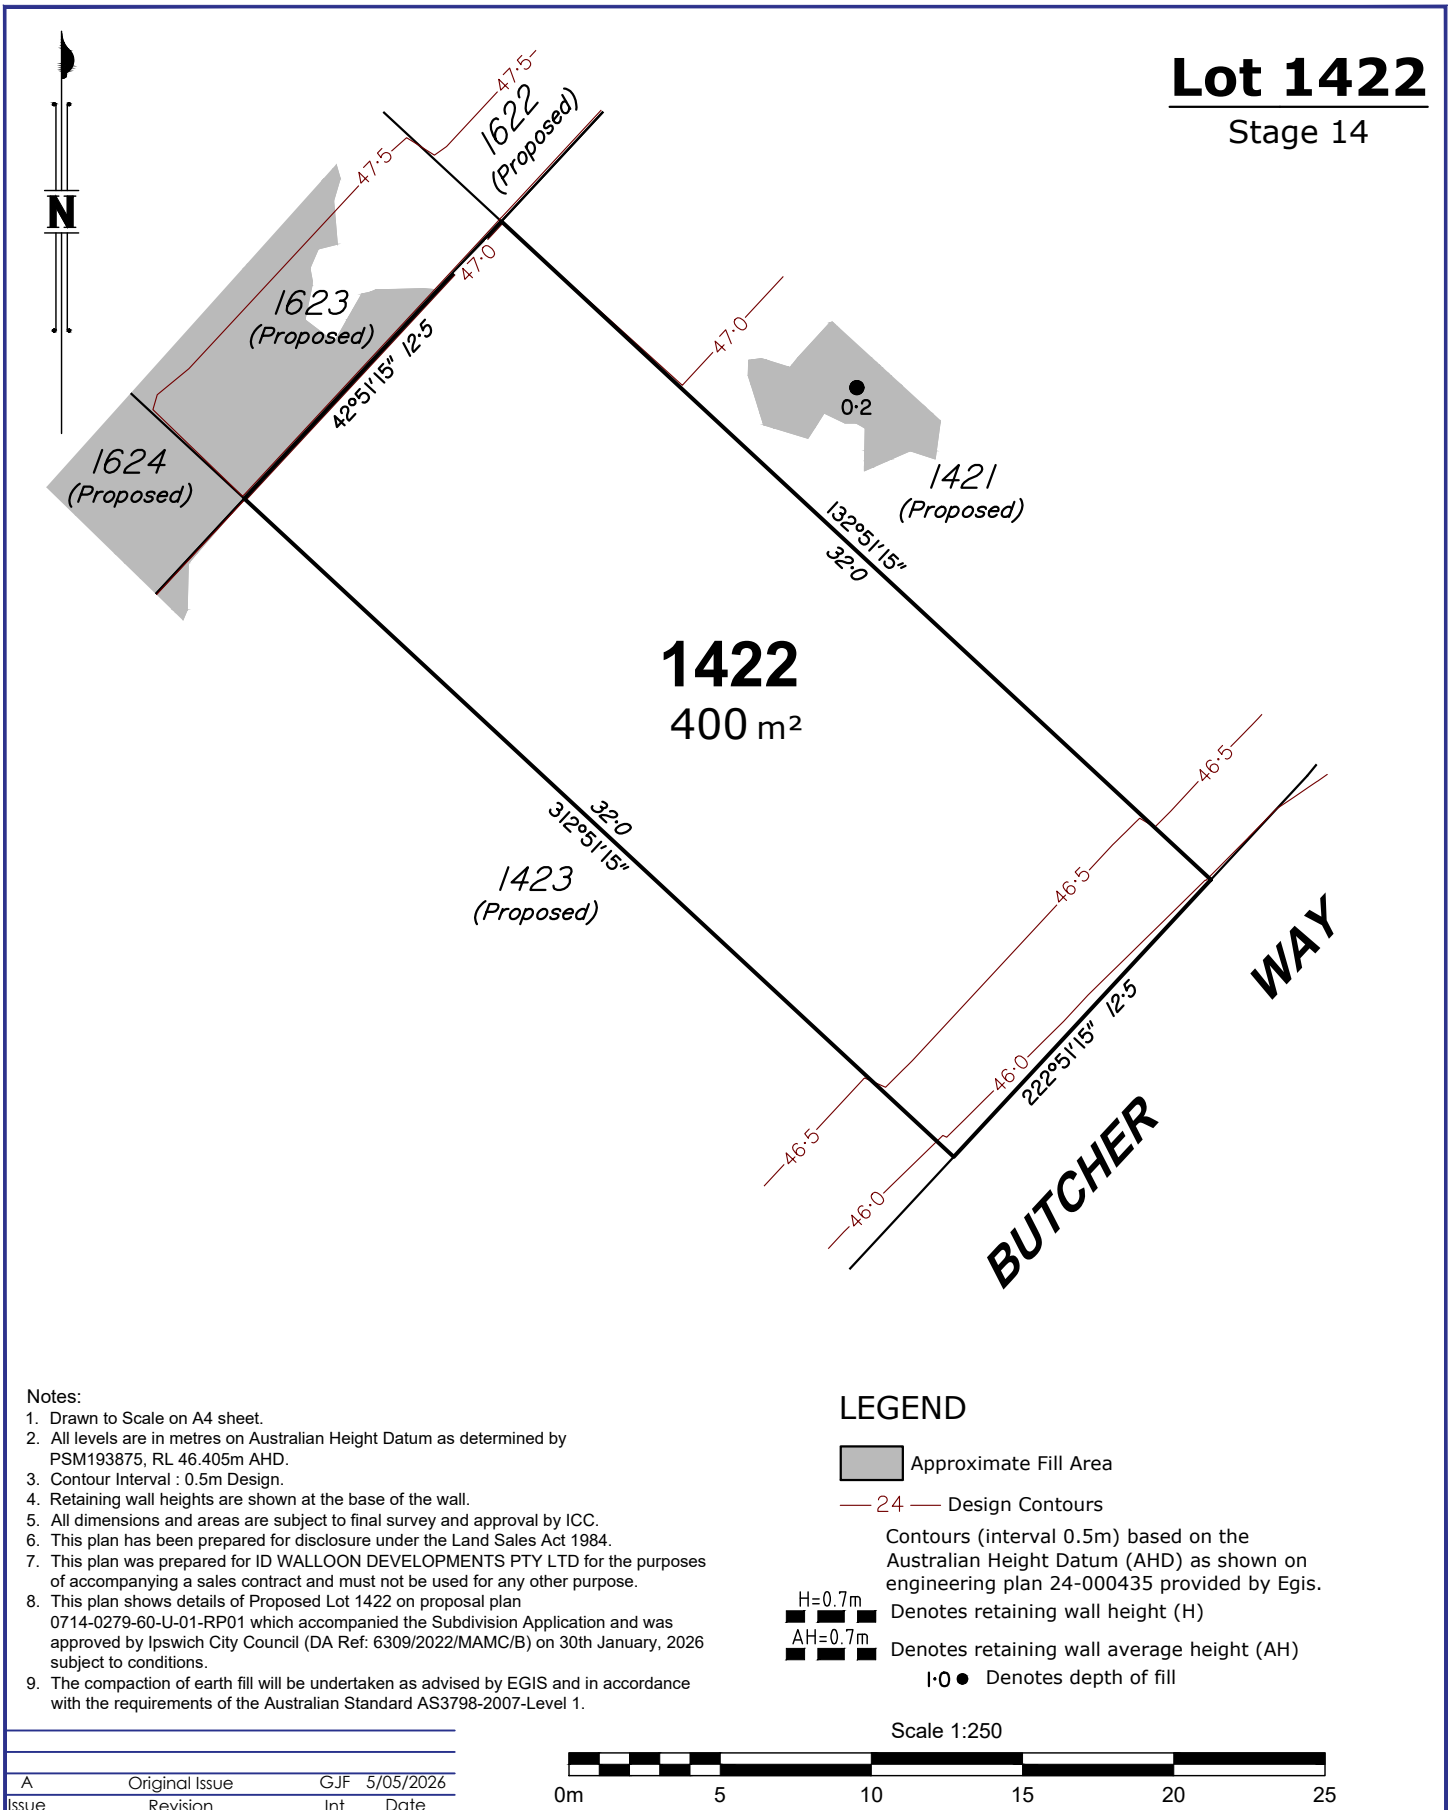 Lot 1422
Stage 14
N
47·5
1622
(Proposed)
47·5
47·0
1623
(Proposed)
42°51'15" 12·5
47·0
0·2
1624
(Proposed)
1421
(Proposed)
132°51'15"
32·0
1422
400 m²
46·5
32·0
312°51'15"
1423
(Proposed)
46·5
WAY
222°51'15" 12·5
46·0
46·5
46·0
BUTCHER
Notes:
1. Drawn to Scale on A4 sheet.
2. All levels are in metres on Australian Height Datum as determined by
PSM193875, RL 46.405m AHD.
3. Contour Interval : 0.5m Design.
4. Retaining wall heights are shown at the base of the wall.
5. All dimensions and areas are subject to final survey and approval by ICC.
6. This plan has been prepared for disclosure under the Land Sales Act 1984.
7. This plan was prepared for ID WALLOON DEVELOPMENTS PTY LTD for the purposes
of accompanying a sales contract and must not be used for any other purpose.
8. This plan shows details of Proposed Lot 1422 on proposal plan
0714-0279-60-U-01-RP01 which accompanied the Subdivision Application and was
approved by Ipswich City Council (DA Ref: 6309/2022/MAMC/B) on 30th January, 2026
subject to conditions.
9. The compaction of earth fill will be undertaken as advised by EGIS and in accordance
with the requirements of the Australian Standard AS3798-2007-Level 1.
LEGEND
Approximate Fill Area
24 Design Contours
Contours (interval 0.5m) based on the
Australian Height Datum (AHD) as shown on
engineering plan 24-000435 provided by Egis.
H=0.7m Denotes retaining wall height (H)
AH=0.7m Denotes retaining wall average height (AH)
1·0 Denotes depth of fill
Scale 1:250
0m 5 10 15 20 25
A Original Issue GJF 5/05/2026
Issue Revision Int Date